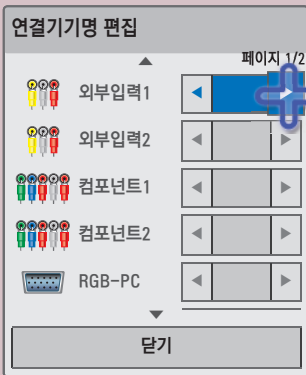 연결기기명 편집
페이지 1/2
외부입력1
외부입력2
컴포넌트1
컴포넌트2
RGB-PC
닫기